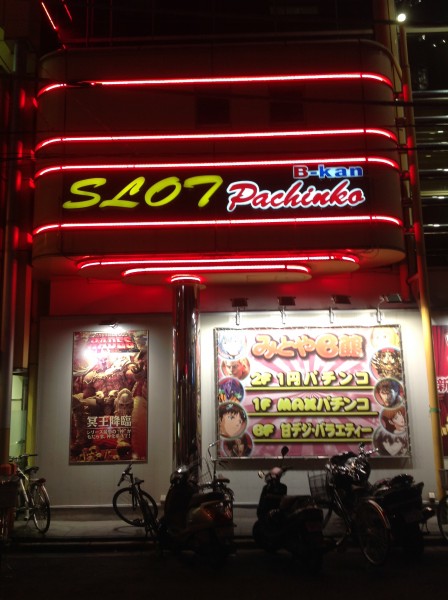 B-kan
SLOT Pachinko
HADES
冥王降臨
みとやB館
2F 1円パチンコ
1F MAXパチンコ
BF 甘デジ・バラエティー